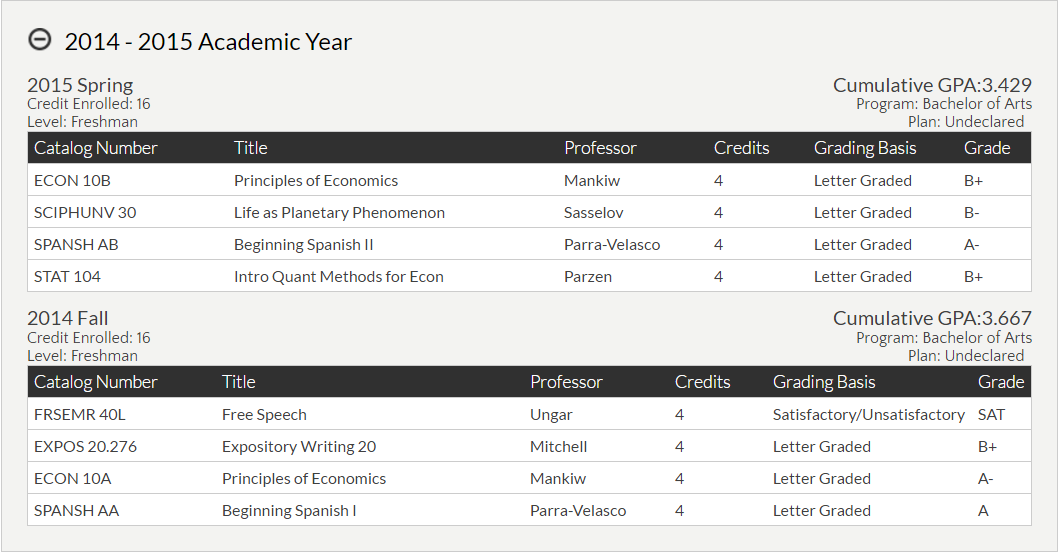 2014 - 2015 Academic Year
2015 Spring Cumulative GPA:3.429
Credit Enrolled: 16 Program: Bachelor of Arts
Level: Freshman Plan: Undeclared
Catalog Number Title Professor Credits Grading Basis Grade
ECON 10B Principles of Economics Mankiw 4 Letter Graded B+
SCIPHUNV 30 Life as Planetary Phenomenon Sasselov 4 Letter Graded B-
SPANSH AB Beginning Spanish II Parra-Velasco 4 Letter Graded A-
STAT 104 Intro Quant Methods for Econ Parzen 4 Letter Graded B+
2014 Fall Cumulative GPA:3.667
Credit Enrolled: 16 Program: Bachelor of Arts
Level: Freshman Plan: Undeclared
Catalog Number Title Professor Credits Grading Basis Grade
FRSEMR 40L Free Speech Ungar 4 Satisfactory/Unsatisfactory SAT
EXPOS 20.276 Expository Writing 20 Mitchell 4 Letter Graded B+
ECON 10A Principles of Economics Mankiw 4 Letter Graded A-
SPANSH AA Beginning Spanish I Parra-Velasco 4 Letter Graded A